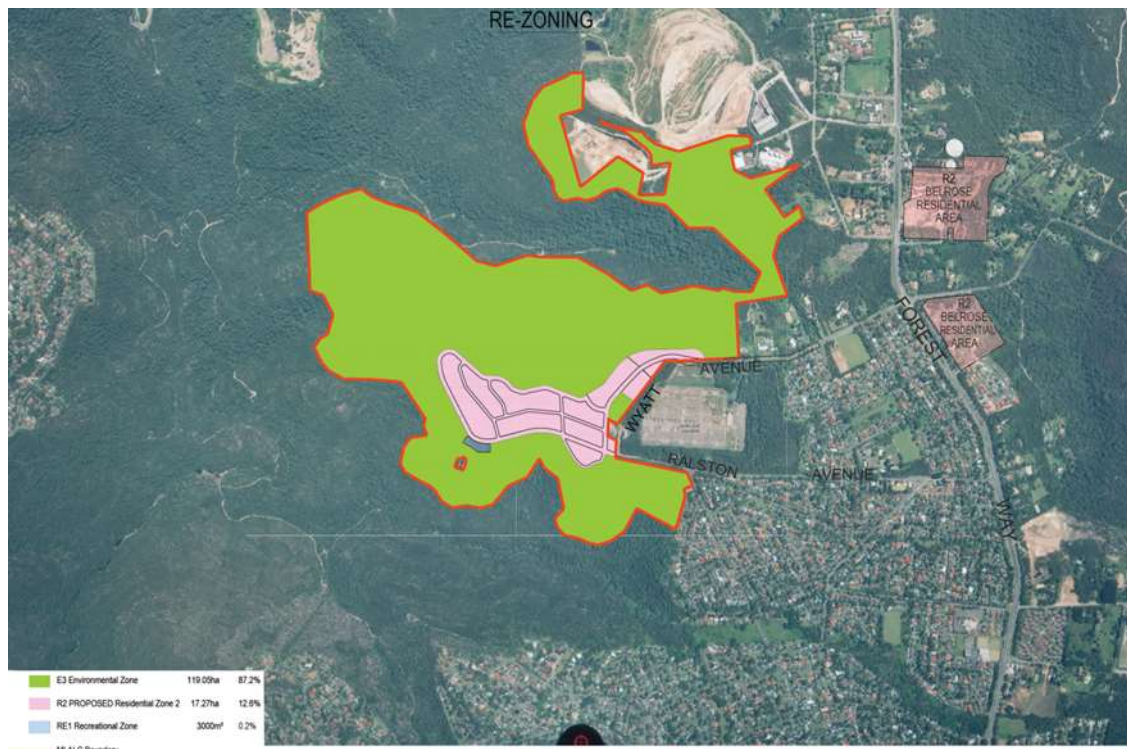 RE-ZONING
R2
BELROSE
RESIDENTIAL
AREA
R2
BELROSE
RESIDENTIAL
AREA
FOREST
WAY
WYATT
AVENUE
RALSTON
AVENUE
E3 Environmental Zone 119.05ha 87.2%
R2 PROPOSED Residential Zone 2 17.27ha 12.6%
RE1 Recreational Zone 3000m² 0.2%
MLALC Boundary